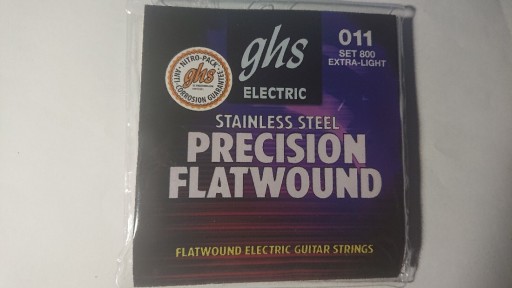 NITRO-PACK
ghs
ANTI-CORROSION GUARANTEE
ghs
ELECTRIC
011
SET 800
EXTRA-LIGHT
STAINLESS STEEL
PRECISION
FLATWOUND
FLATWOUND ELECTRIC GUITAR STRINGS